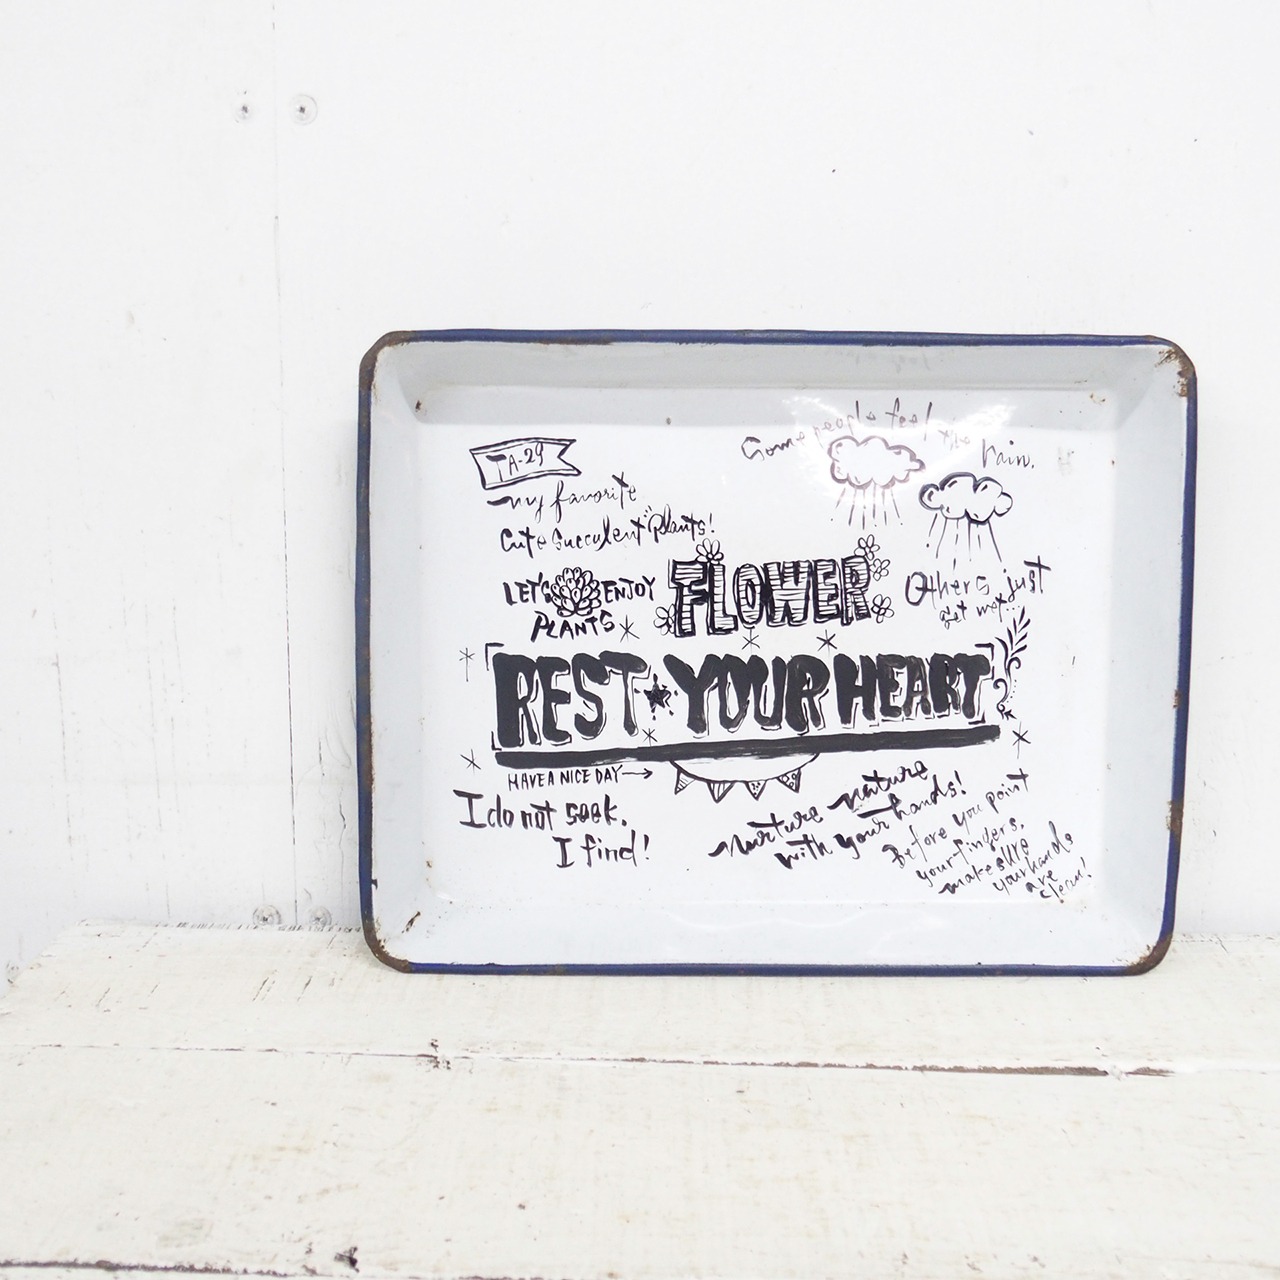 TA-29
my favorite
Cute Succulent "Plants!
Some people feel the rain.
Others just
get
LET'S ENJOY
PLANTS
FLOWER
REST★YOUR HEART
HAVE A NICE DAY→
I do not seek.
I find!
Nurture nature
with your hands!
Before you point
your fingers.
make sure
your hands
are
clean!